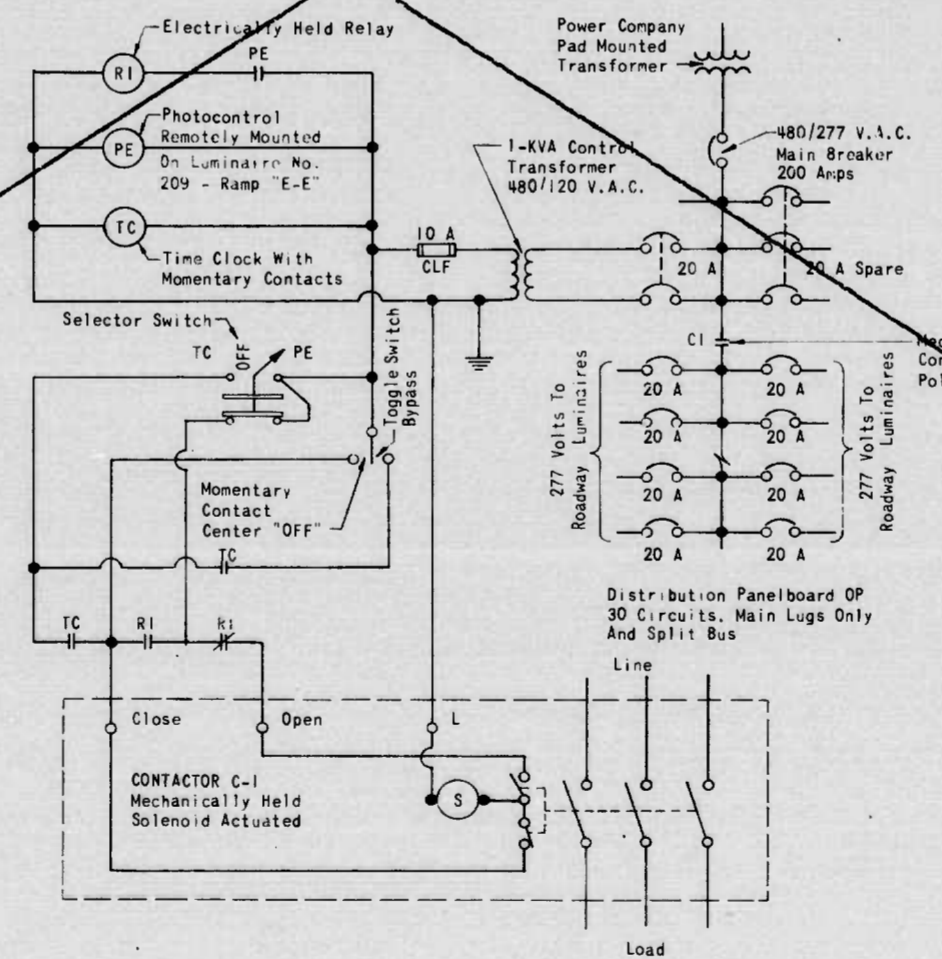 Electrically Held Relay
PE
R1
Photocontrol
Remotely Mounted
On Luminaire No.
209 - Ramp "E-E"
PE
TC
Time Clock With
Momentary Contacts
Power Company
Pad Mounted
Transformer
480/277 V.A.C.
Main Breaker
200 Amps
1-KVA Control
Transformer
480/120 V.A.C.
10 A
CLF
20 A
20 A Spare
Selector Switch
TC
OFF
PE
Toggle Switch
Bypass
C1
20 A
20 A
20 A
20 A
20 A
20 A
20 A
20 A
277 Volts To
Roadway Luminaires
277 Volts To
Roadway Luminaires
Momentary
Contact
Center "OFF"
TC
TC
R1
R1
Distribution Panelboard OP
30 Circuits. Main Lugs Only
And Split Bus
Line
Close
Open
L
CONTACTOR C-1
Mechanically Held
Solenoid Actuated
S
Load